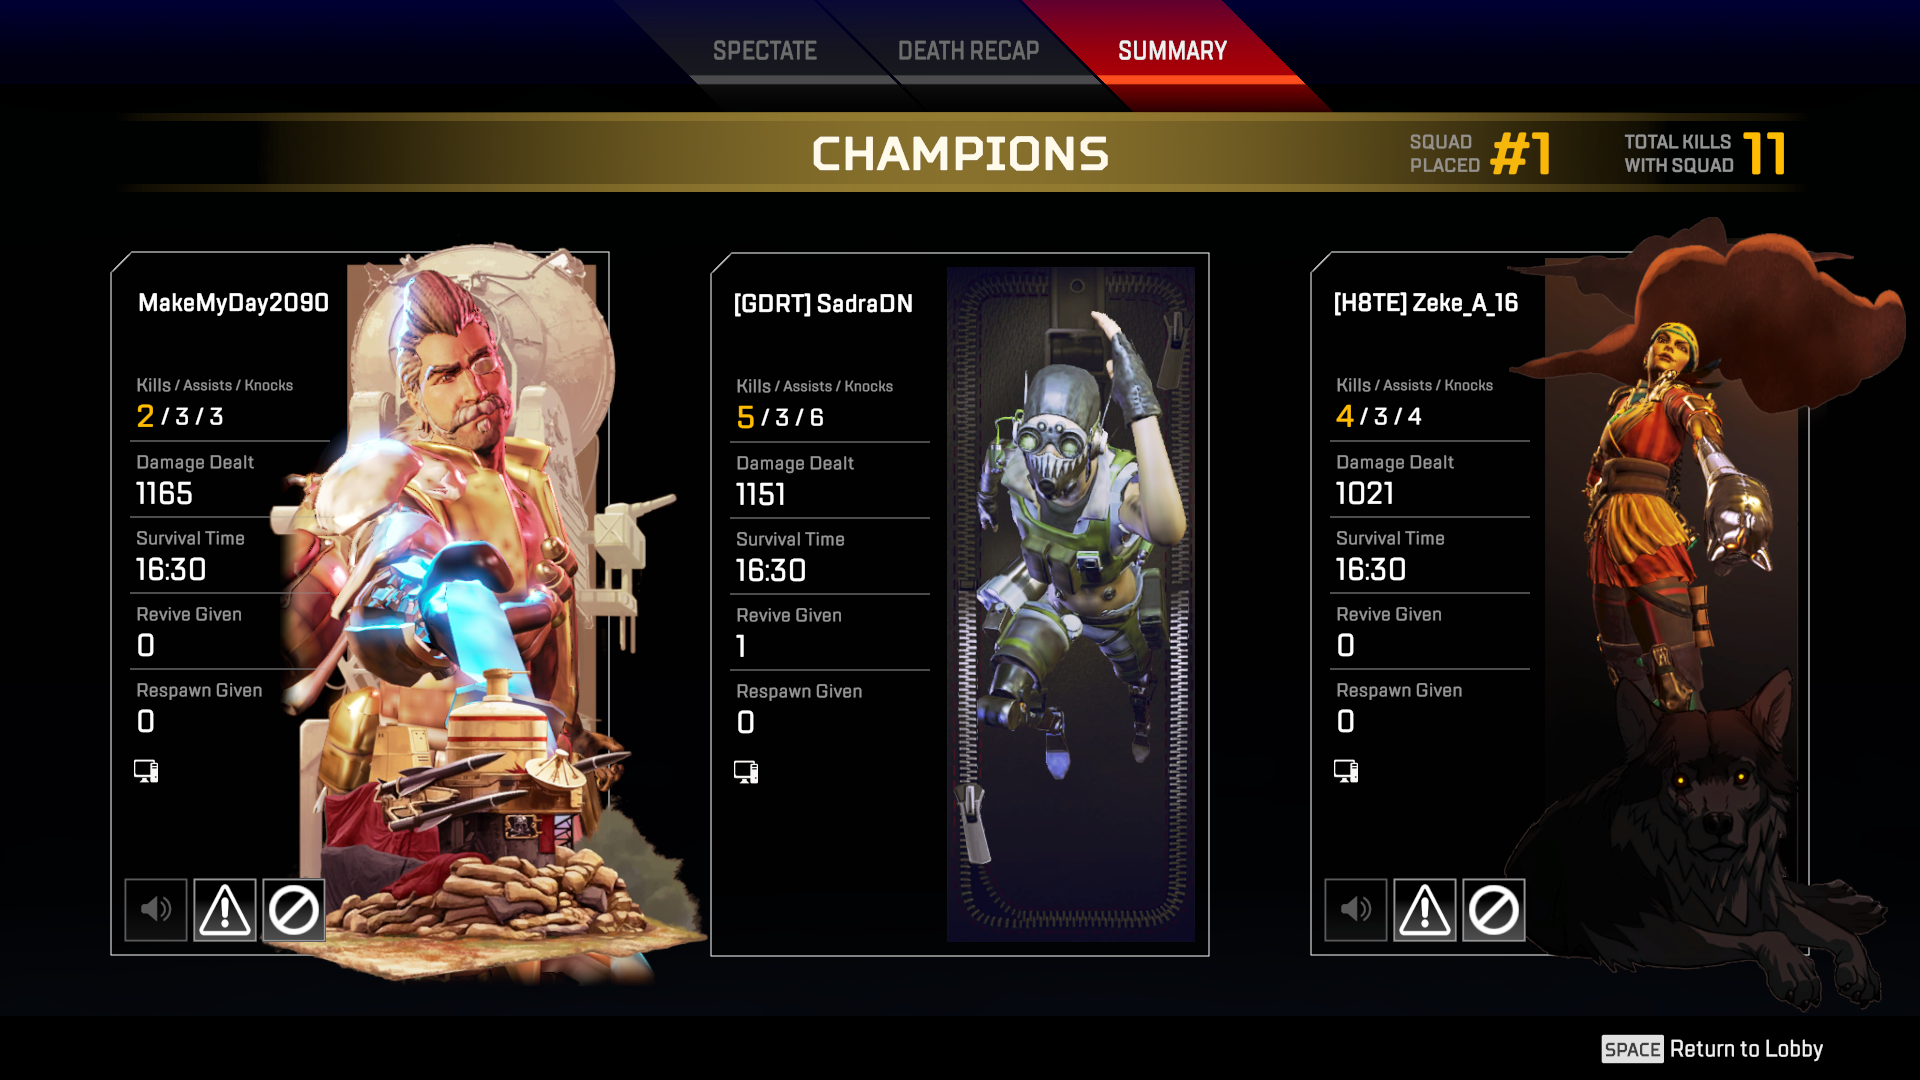 SPECTATE
DEATH RECAP
SUMMARY
CHAMPIONS
SQUAD PLACED #1
TOTAL KILLS WITH SQUAD 11
MakeMyDay2090
Kills / Assists / Knocks
2 / 3 / 3
Damage Dealt
1165
Survival Time
16:30
Revive Given
0
Respawn Given
0
[GDRT] SadraDN
Kills / Assists / Knocks
5 / 3 / 6
Damage Dealt
1151
Survival Time
16:30
Revive Given
1
Respawn Given
0
[H8TE] Zeke_A_16
Kills / Assists / Knocks
4 / 3 / 4
Damage Dealt
1021
Survival Time
16:30
Revive Given
0
Respawn Given
0
SPACE Return to Lobby